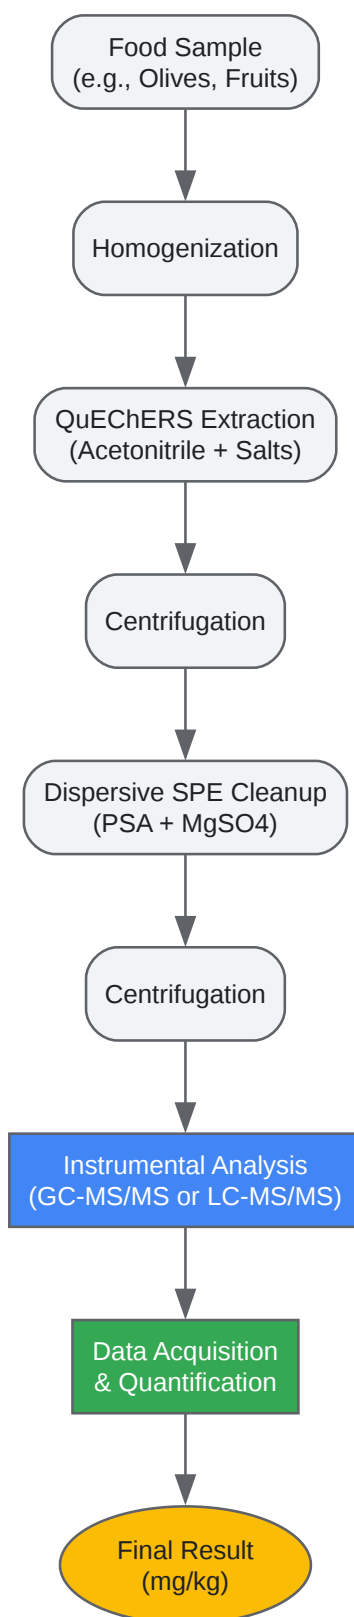 Food Sample
(e.g., Olives, Fruits)
Homogenization
QuEChERS Extraction
(Acetonitrile + Salts)
Centrifugation
Dispersive SPE Cleanup
(PSA + MgSO4)
Centrifugation
Instrumental Analysis
(GC-MS/MS or LC-MS/MS)
Data Acquisition
& Quantification
Final Result
(mg/kg)